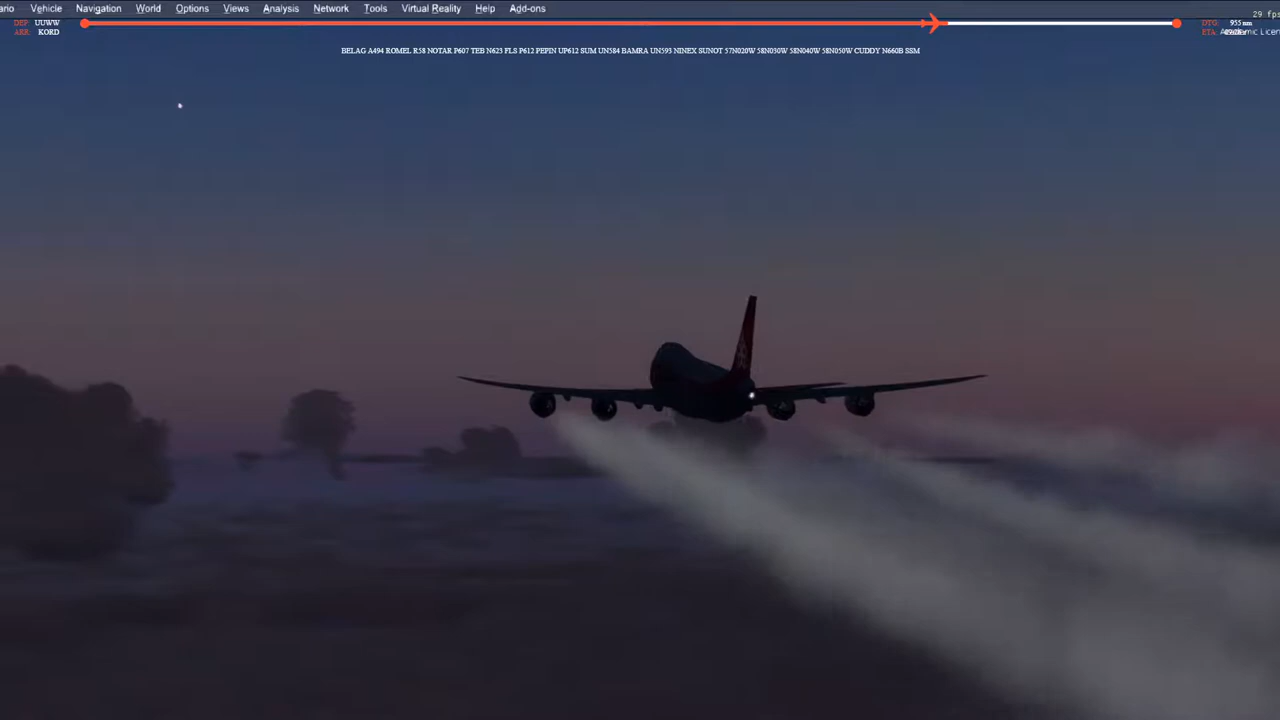 ario Vehicle Navigation World Options Views Analysis Network Tools Virtual Reality Help Add-ons
29 fps
DEP: UUWW
ARR: KORD
DTG: 955 nm
ETA:
BELAG A494 ROMEL R58 NOTAR P607 TEB N623 FLS P612 PEPIN UP612 SUM UN584 BAMRA UN593 NINEX SUNOT 57N020W 58N030W 58N040W 58N050W CUDDY N660B SSM